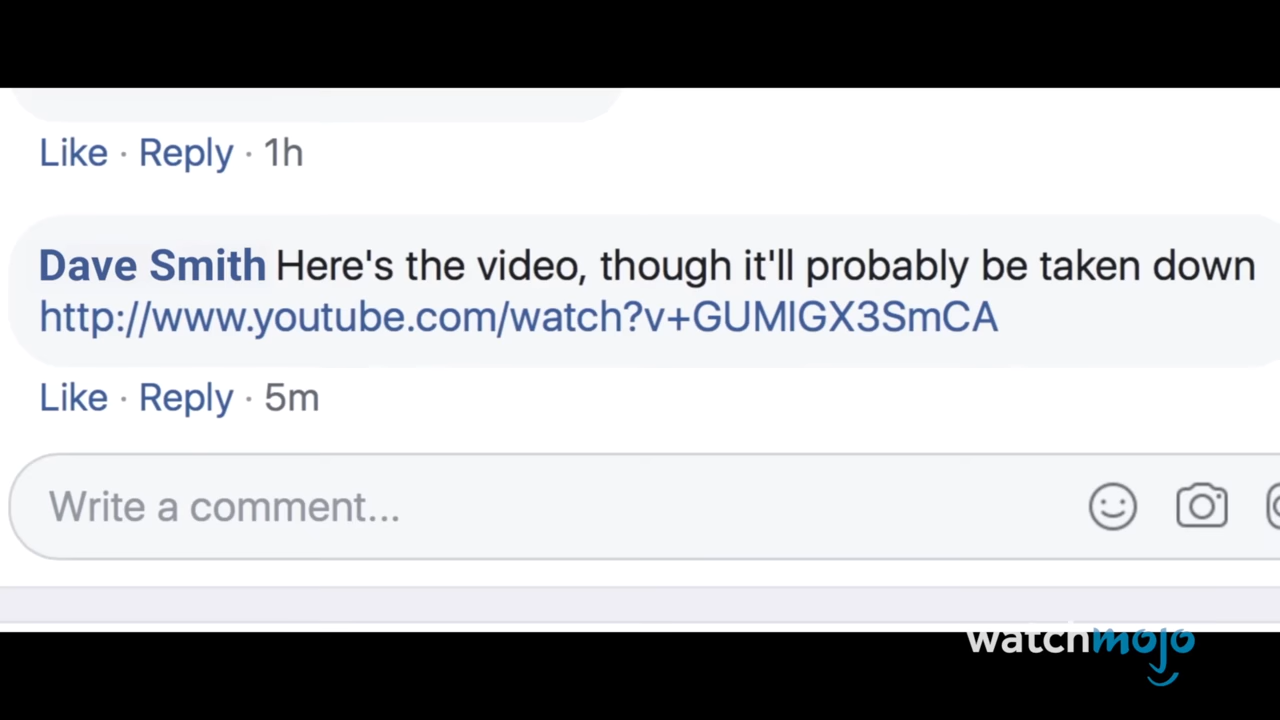 Like · Reply · 1h
Dave Smith Here's the video, though it'll probably be taken down
http://www.youtube.com/watch?v+GUMIGX3SmCA
Like · Reply · 5m
Write a comment...
watchmojo